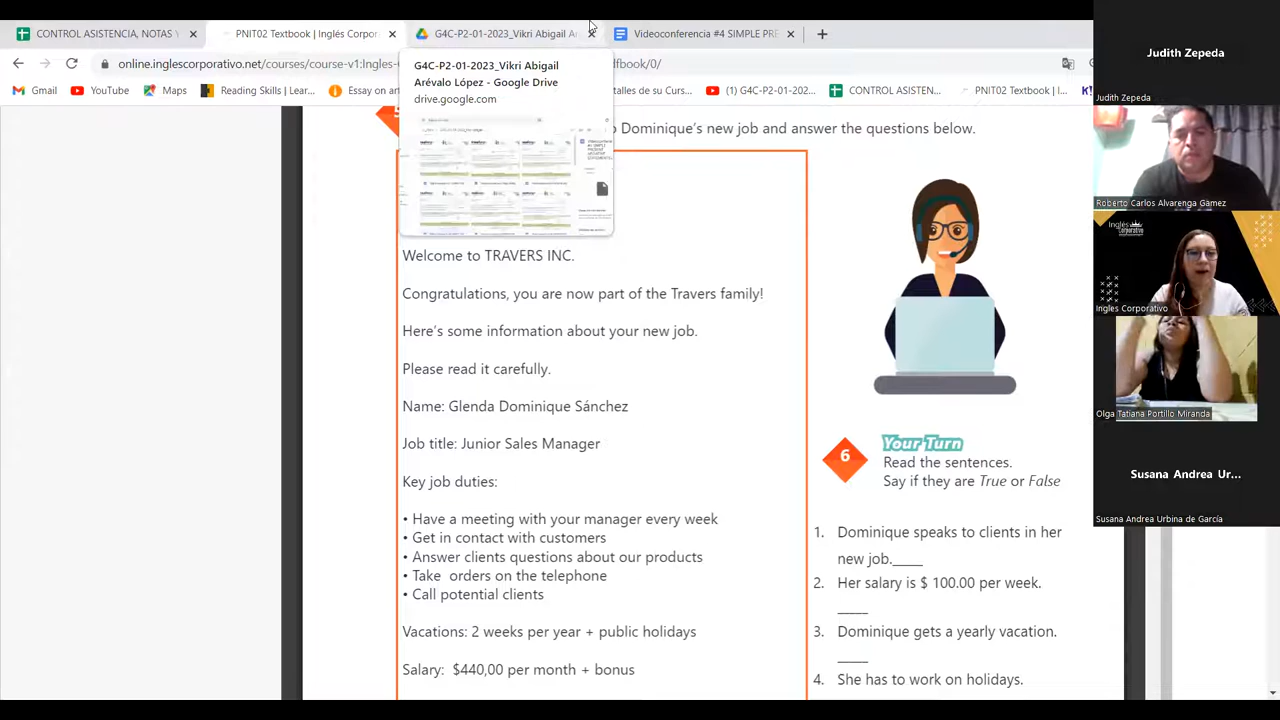 CONTROL ASISTENCIA, NOTAS Y
PNIT02 Textbook | Inglés Corpor
G4C-P2-01-2023_Vikri Abigail Ar
Videoconferencia #4 SIMPLE PRE
online.inglescorporativo.net/courses/course-v1:Ingles-
dfbook/0/
G4C-P2-01-2023_Vikri Abigail
Arévalo López - Google Drive
drive.google.com
Gmail
YouTube
Maps
Reading Skills | Lear...
Essay on ar
talles de su Curs...
(1) G4C-P2-01-202...
CONTROL ASISTEN...
PNIT02 Textbook | In...
o Dominique's new job and answer the questions below.
Welcome to TRAVERS INC.
Congratulations, you are now part of the Travers family!
Here's some information about your new job.
Please read it carefully.
Name: Glenda Dominique Sánchez
Job title: Junior Sales Manager
Key job duties:
• Have a meeting with your manager every week
• Get in contact with customers
• Answer clients questions about our products
• Take orders on the telephone
• Call potential clients
Vacations: 2 weeks per year + public holidays
Salary: $440,00 per month + bonus
6
Your Turn
Read the sentences.
Say if they are True or False
1. Dominique speaks to clients in her
new job.____
2. Her salary is $ 100.00 per week.
____
3. Dominique gets a yearly vacation.
____
4. She has to work on holidays.
Judith Zepeda
Judith Zepeda
Roberto Carlos Alvarenga Gamez
Inglés
Corporativo
Ingles Corporativo
Olga Tatiana Portillo Miranda
Susana Andrea Ur...
Susana Andrea Urbina de García